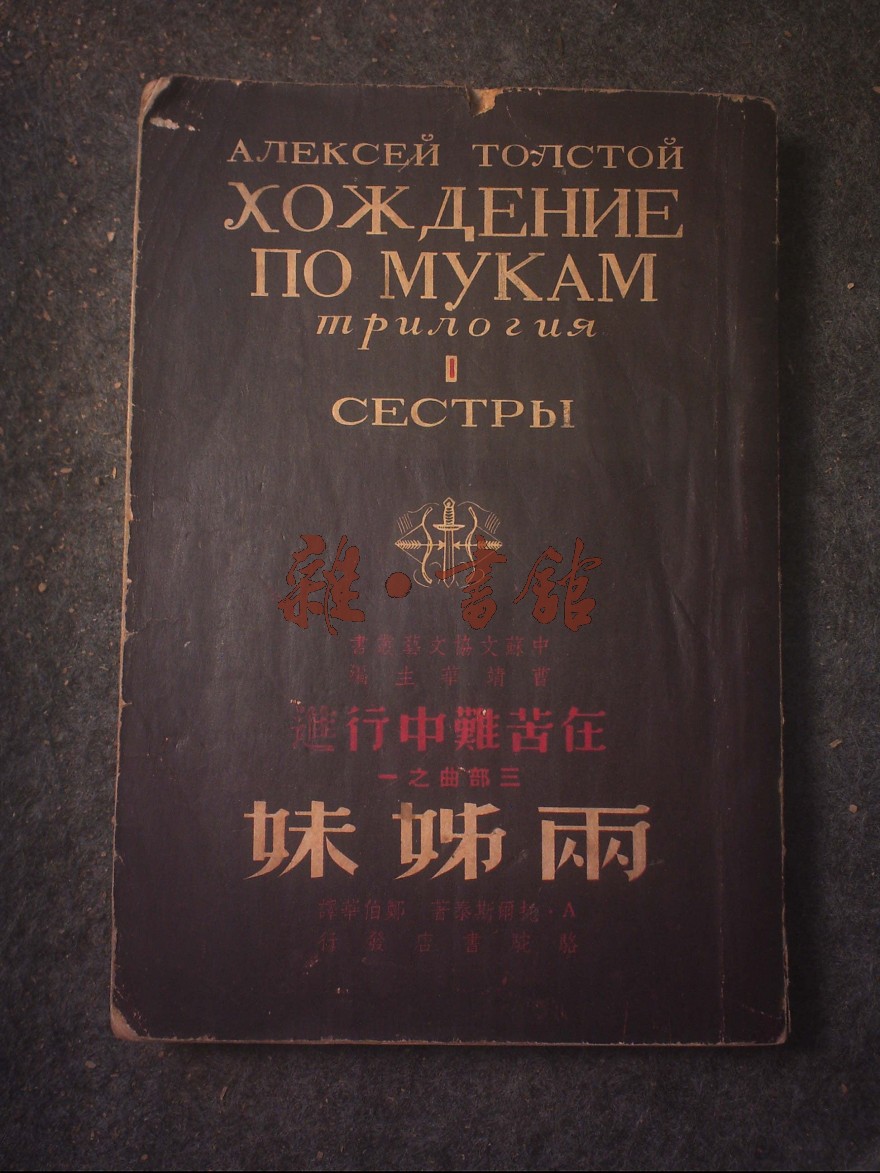 АЛЕКСЕЙ ТОЛСТОЙ
ХОЖДЕНИЕ
ПО МУКАМ
трилогия
I
СЕСТРЫ
雜·書館
中蘇文協文藝叢書
曹靖華主編
在苦難中行進
三部曲之一
兩姊妹
A·托爾斯泰著 鄭伯華譯
駱駝書店發行